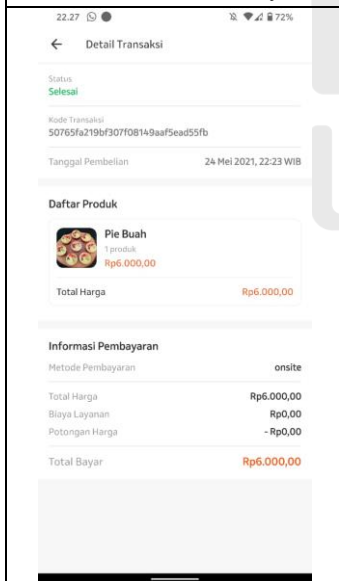 22.27 72%
← Detail Transaksi
Status
Selesai
Kode Transaksi
50765fa219bf307f08149aaf5ead55fb
Tanggal Pembelian 24 Mei 2021, 22:23 WIB
Daftar Produk
Pie Buah
1 produk
Rp6.000,00
Total Harga Rp6.000,00
Informasi Pembayaran
Metode Pembayaran onsite
Total Harga Rp6.000,00
Biaya Layanan Rp0,00
Potongan Harga - Rp0,00
Total Bayar Rp6.000,00